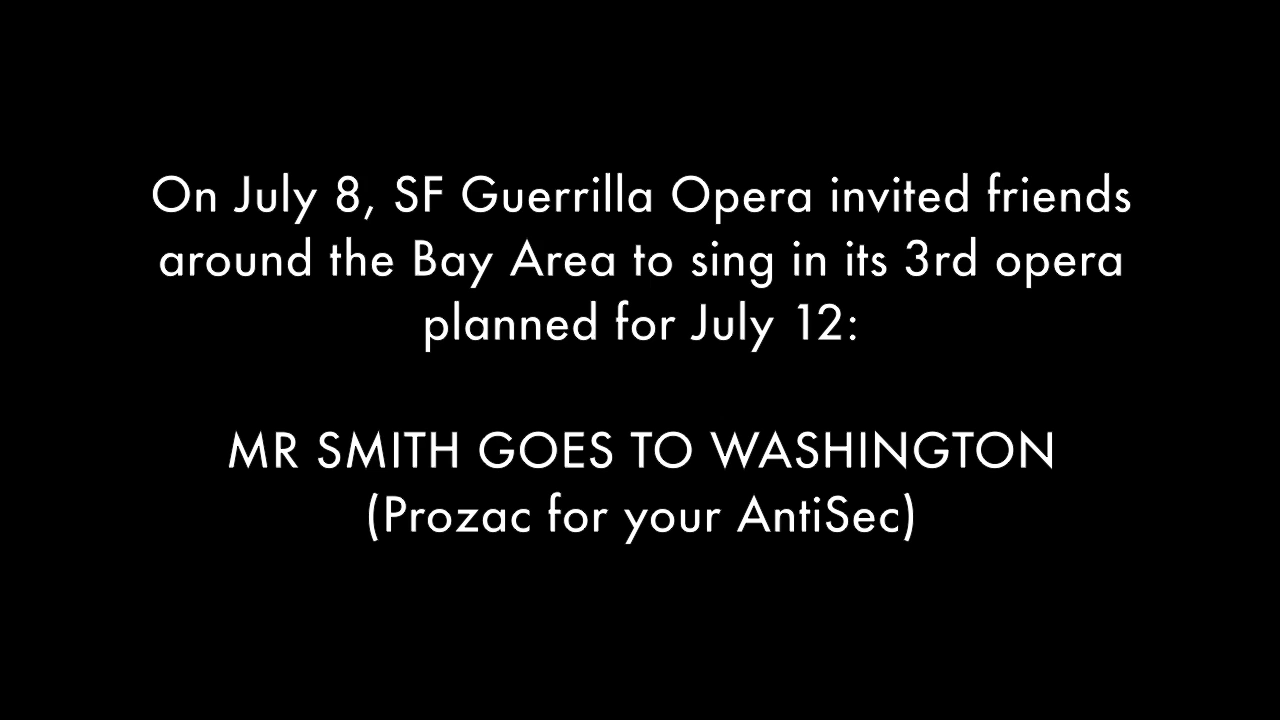 On July 8, SF Guerrilla Opera invited friends
around the Bay Area to sing in its 3rd opera
planned for July 12:
MR SMITH GOES TO WASHINGTON
(Prozac for your AntiSec)